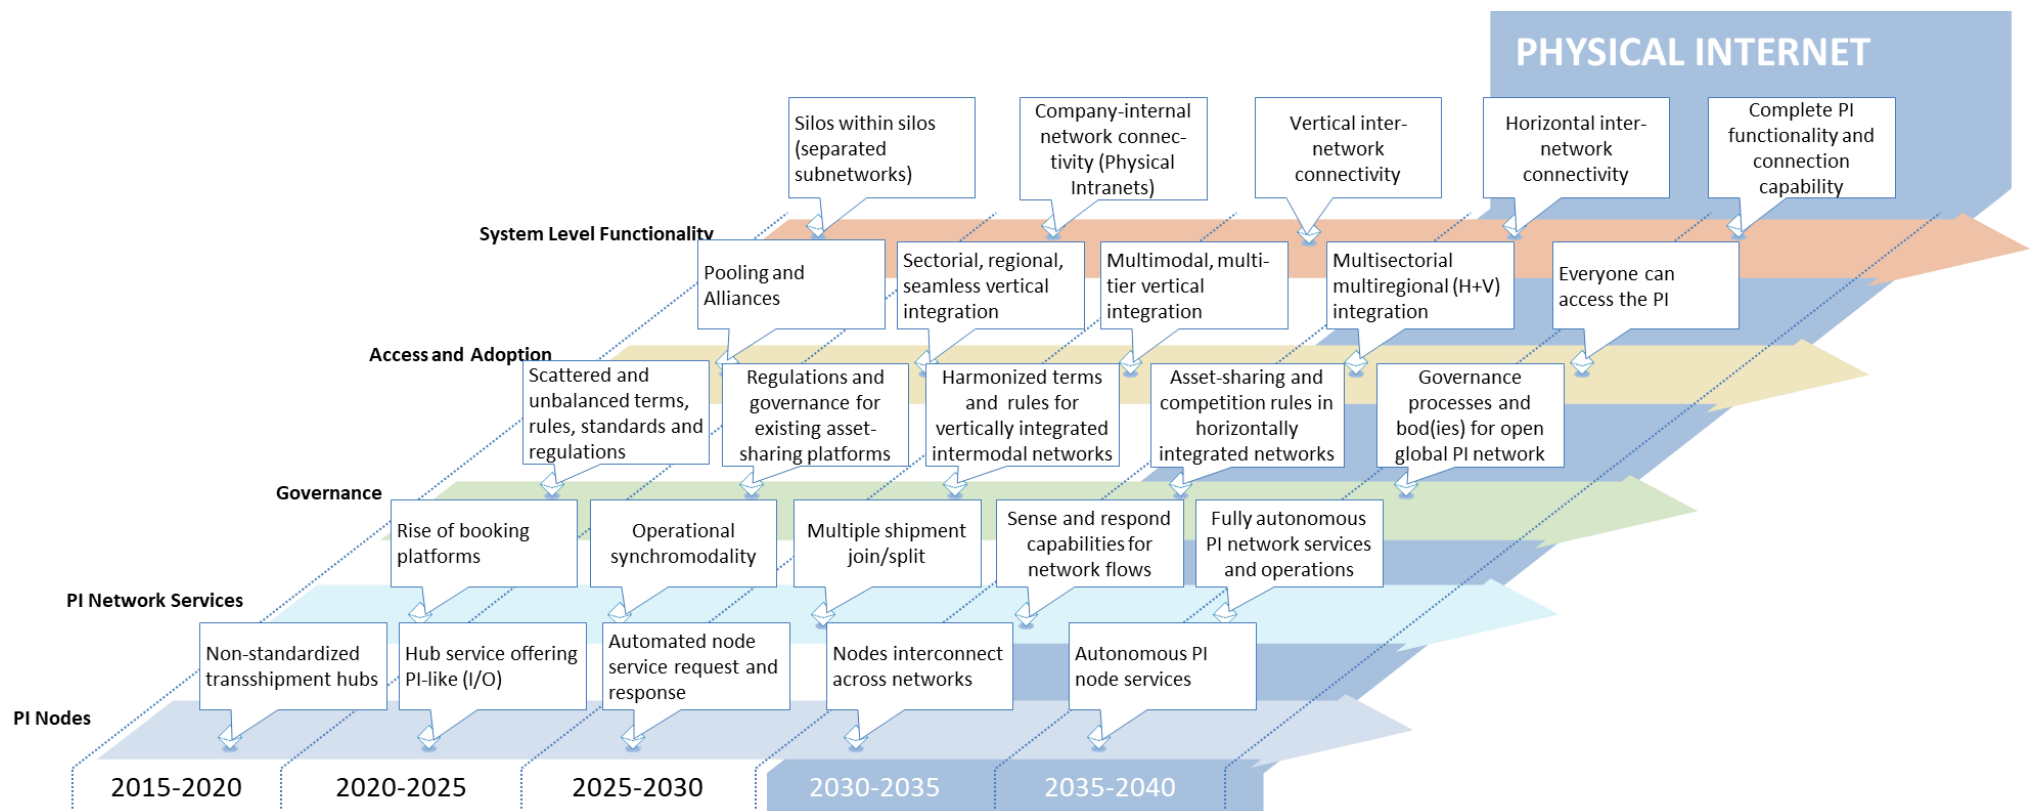 PHYSICAL INTERNET
Silos within silos
(separated
subnetworks)
Company-internal
network connec-
tivity (Physical
Intranets)
Vertical inter-
network
connectivity
Horizontal inter-
network
connectivity
Complete PI
functionality and
connection
capability
System Level Functionality
Pooling and
Alliances
Sectorial, regional,
seamless vertical
integration
Multimodal, multi-
tier vertical
integration
Multisectorial
multiregional (H+V)
integration
Everyone can
access the PI
Access and Adoption
Scattered and
unbalanced terms,
rules, standards and
regulations
Regulations and
governance for
existing asset-
sharing platforms
Harmonized terms
and rules for
vertically integrated
intermodal networks
Asset-sharing and
competition rules in
horizontally
integrated networks
Governance
processes and
bod(ies) for open
global PI network
Governance
Rise of booking
platforms
Operational
synchromodality
Multiple shipment
join/split
Sense and respond
capabilities for
network flows
Fully autonomous
PI network services
and operations
PI Network Services
Non-standardized
transshipment hubs
Hub service offering
PI-like (I/O)
Automated node
service request and
response
Nodes interconnect
across networks
Autonomous PI
node services
PI Nodes
2015-2020
2020-2025
2025-2030
2030-2035
2035-2040